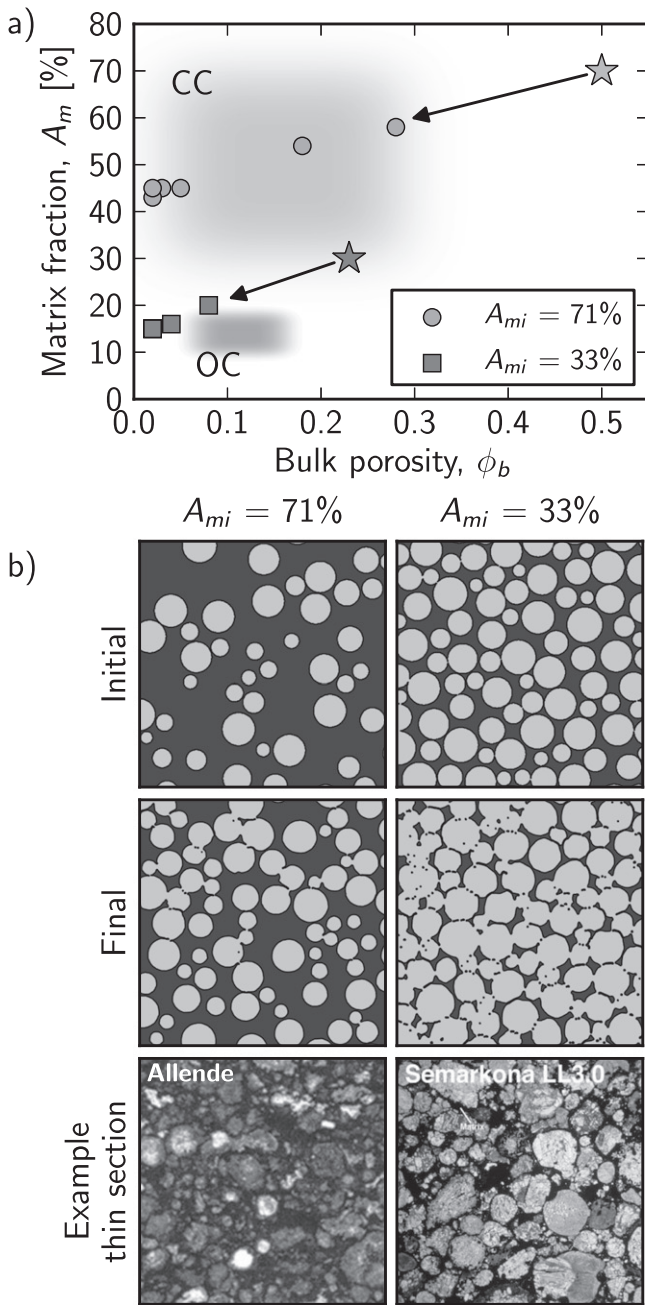 a)
80
70
60
50
40
30
20
10
0
Matrix fraction, A_m [%]
CC
OC
A_mi = 71%
A_mi = 33%
0.0 0.1 0.2 0.3 0.4 0.5
Bulk porosity, ϕ_b
A_mi = 71% A_mi = 33%
b)
Initial
Final
Example
thin section
Allende
Semarkona LL3.0
Matrix